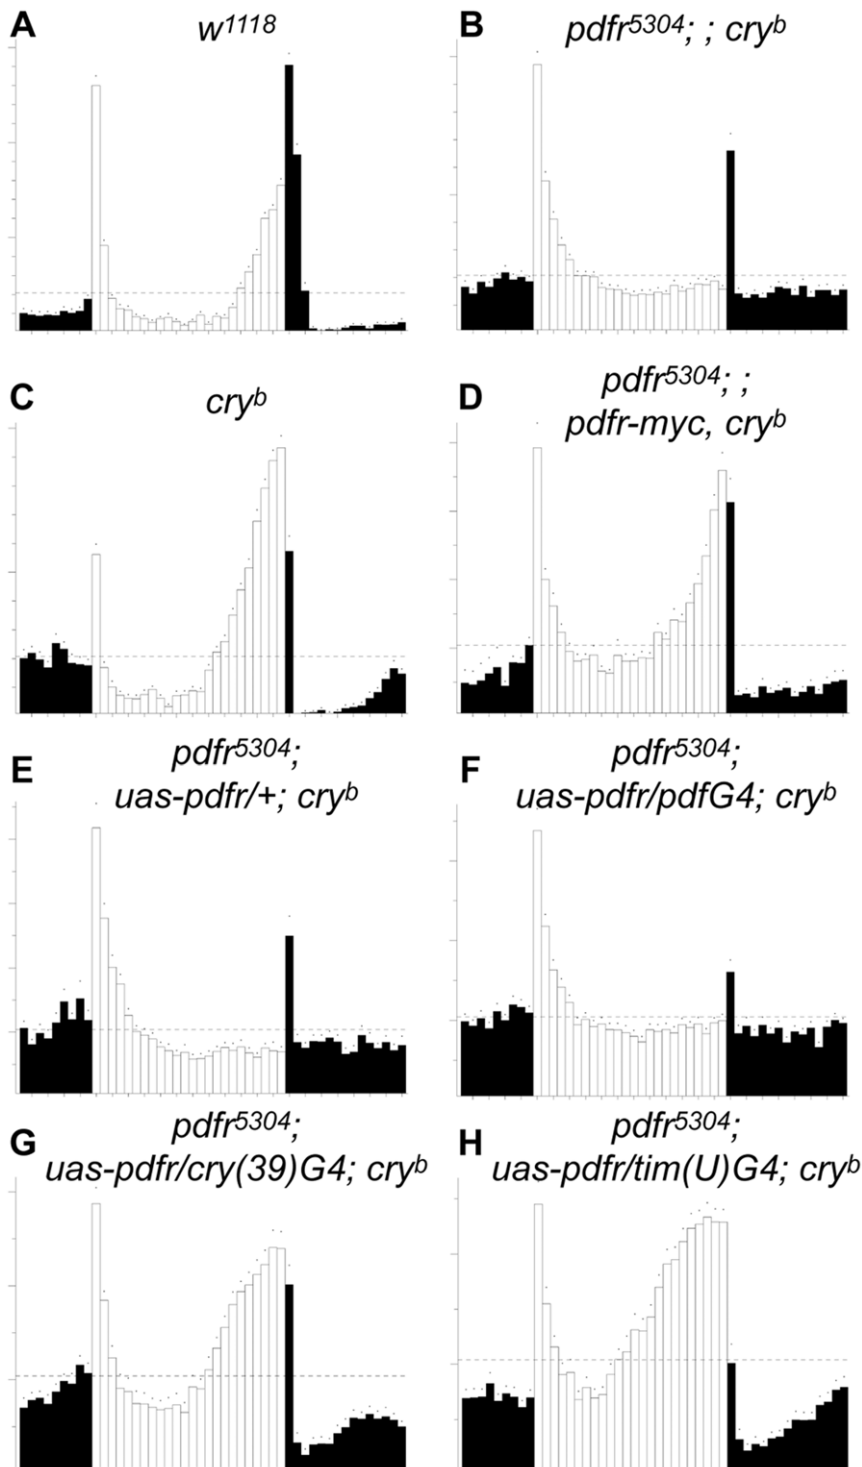 A
w1118
B
pdfr5304; ; cryb
C
cryb
D
pdfr5304; ;
pdfr-myc, cryb
E
pdfr5304;
uas-pdfr/+; cryb
F
pdfr5304;
uas-pdfr/pdfG4; cryb
G
pdfr5304;
uas-pdfr/cry(39)G4; cryb
H
pdfr5304;
uas-pdfr/tim(U)G4; cryb